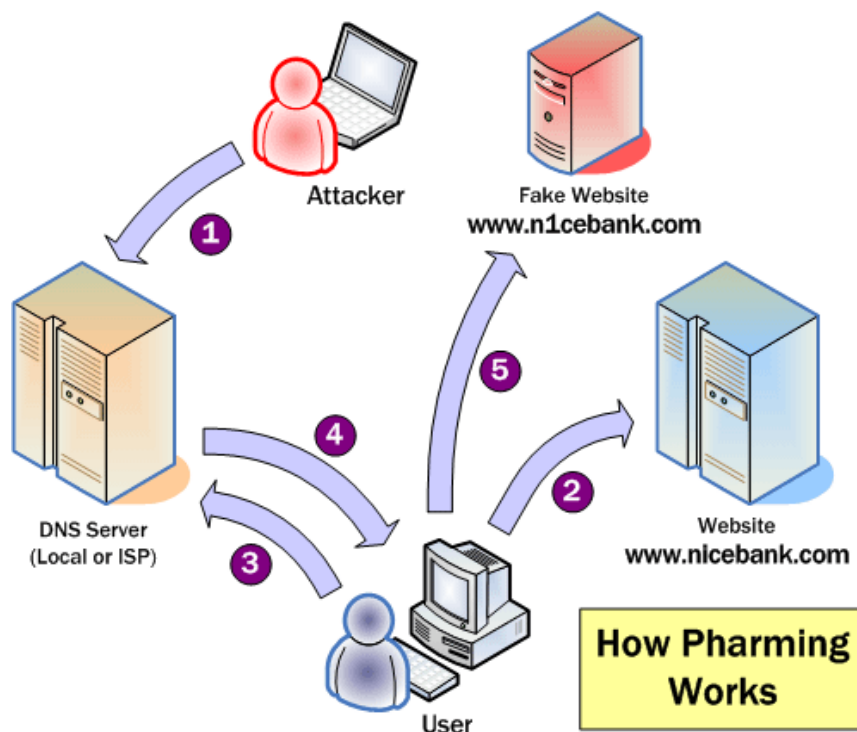 Attacker
Fake Website
www.n1cebank.com
1
5
4
2
DNS Server
(Local or ISP)
3
Website
www.nicebank.com
User
How Pharming
Works